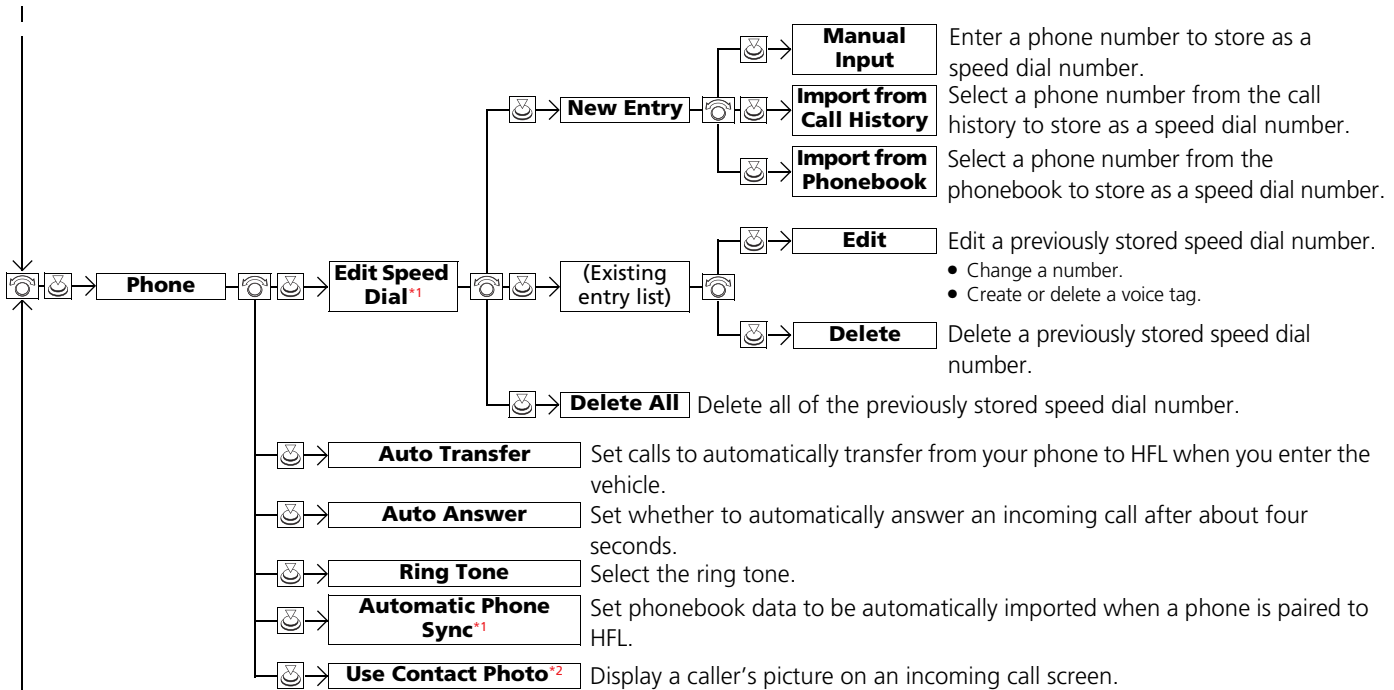 Manual
Input
Enter a phone number to store as a
speed dial number.
New Entry
Import from
Call History
Select a phone number from the call
history to store as a speed dial number.
Import from
Phonebook
Select a phone number from the
phonebook to store as a speed dial number.
Phone
Edit Speed
Dial*1
(Existing
entry list)
Edit
Edit a previously stored speed dial number.
● Change a number.
● Create or delete a voice tag.
Delete
Delete a previously stored speed dial
number.
Delete All
Delete all of the previously stored speed dial number.
Auto Transfer
Set calls to automatically transfer from your phone to HFL when you enter the
vehicle.
Auto Answer
Set whether to automatically answer an incoming call after about four
seconds.
Ring Tone
Select the ring tone.
Automatic Phone
Sync*1
Set phonebook data to be automatically imported when a phone is paired to
HFL.
Use Contact Photo*2
Display a caller’s picture on an incoming call screen.